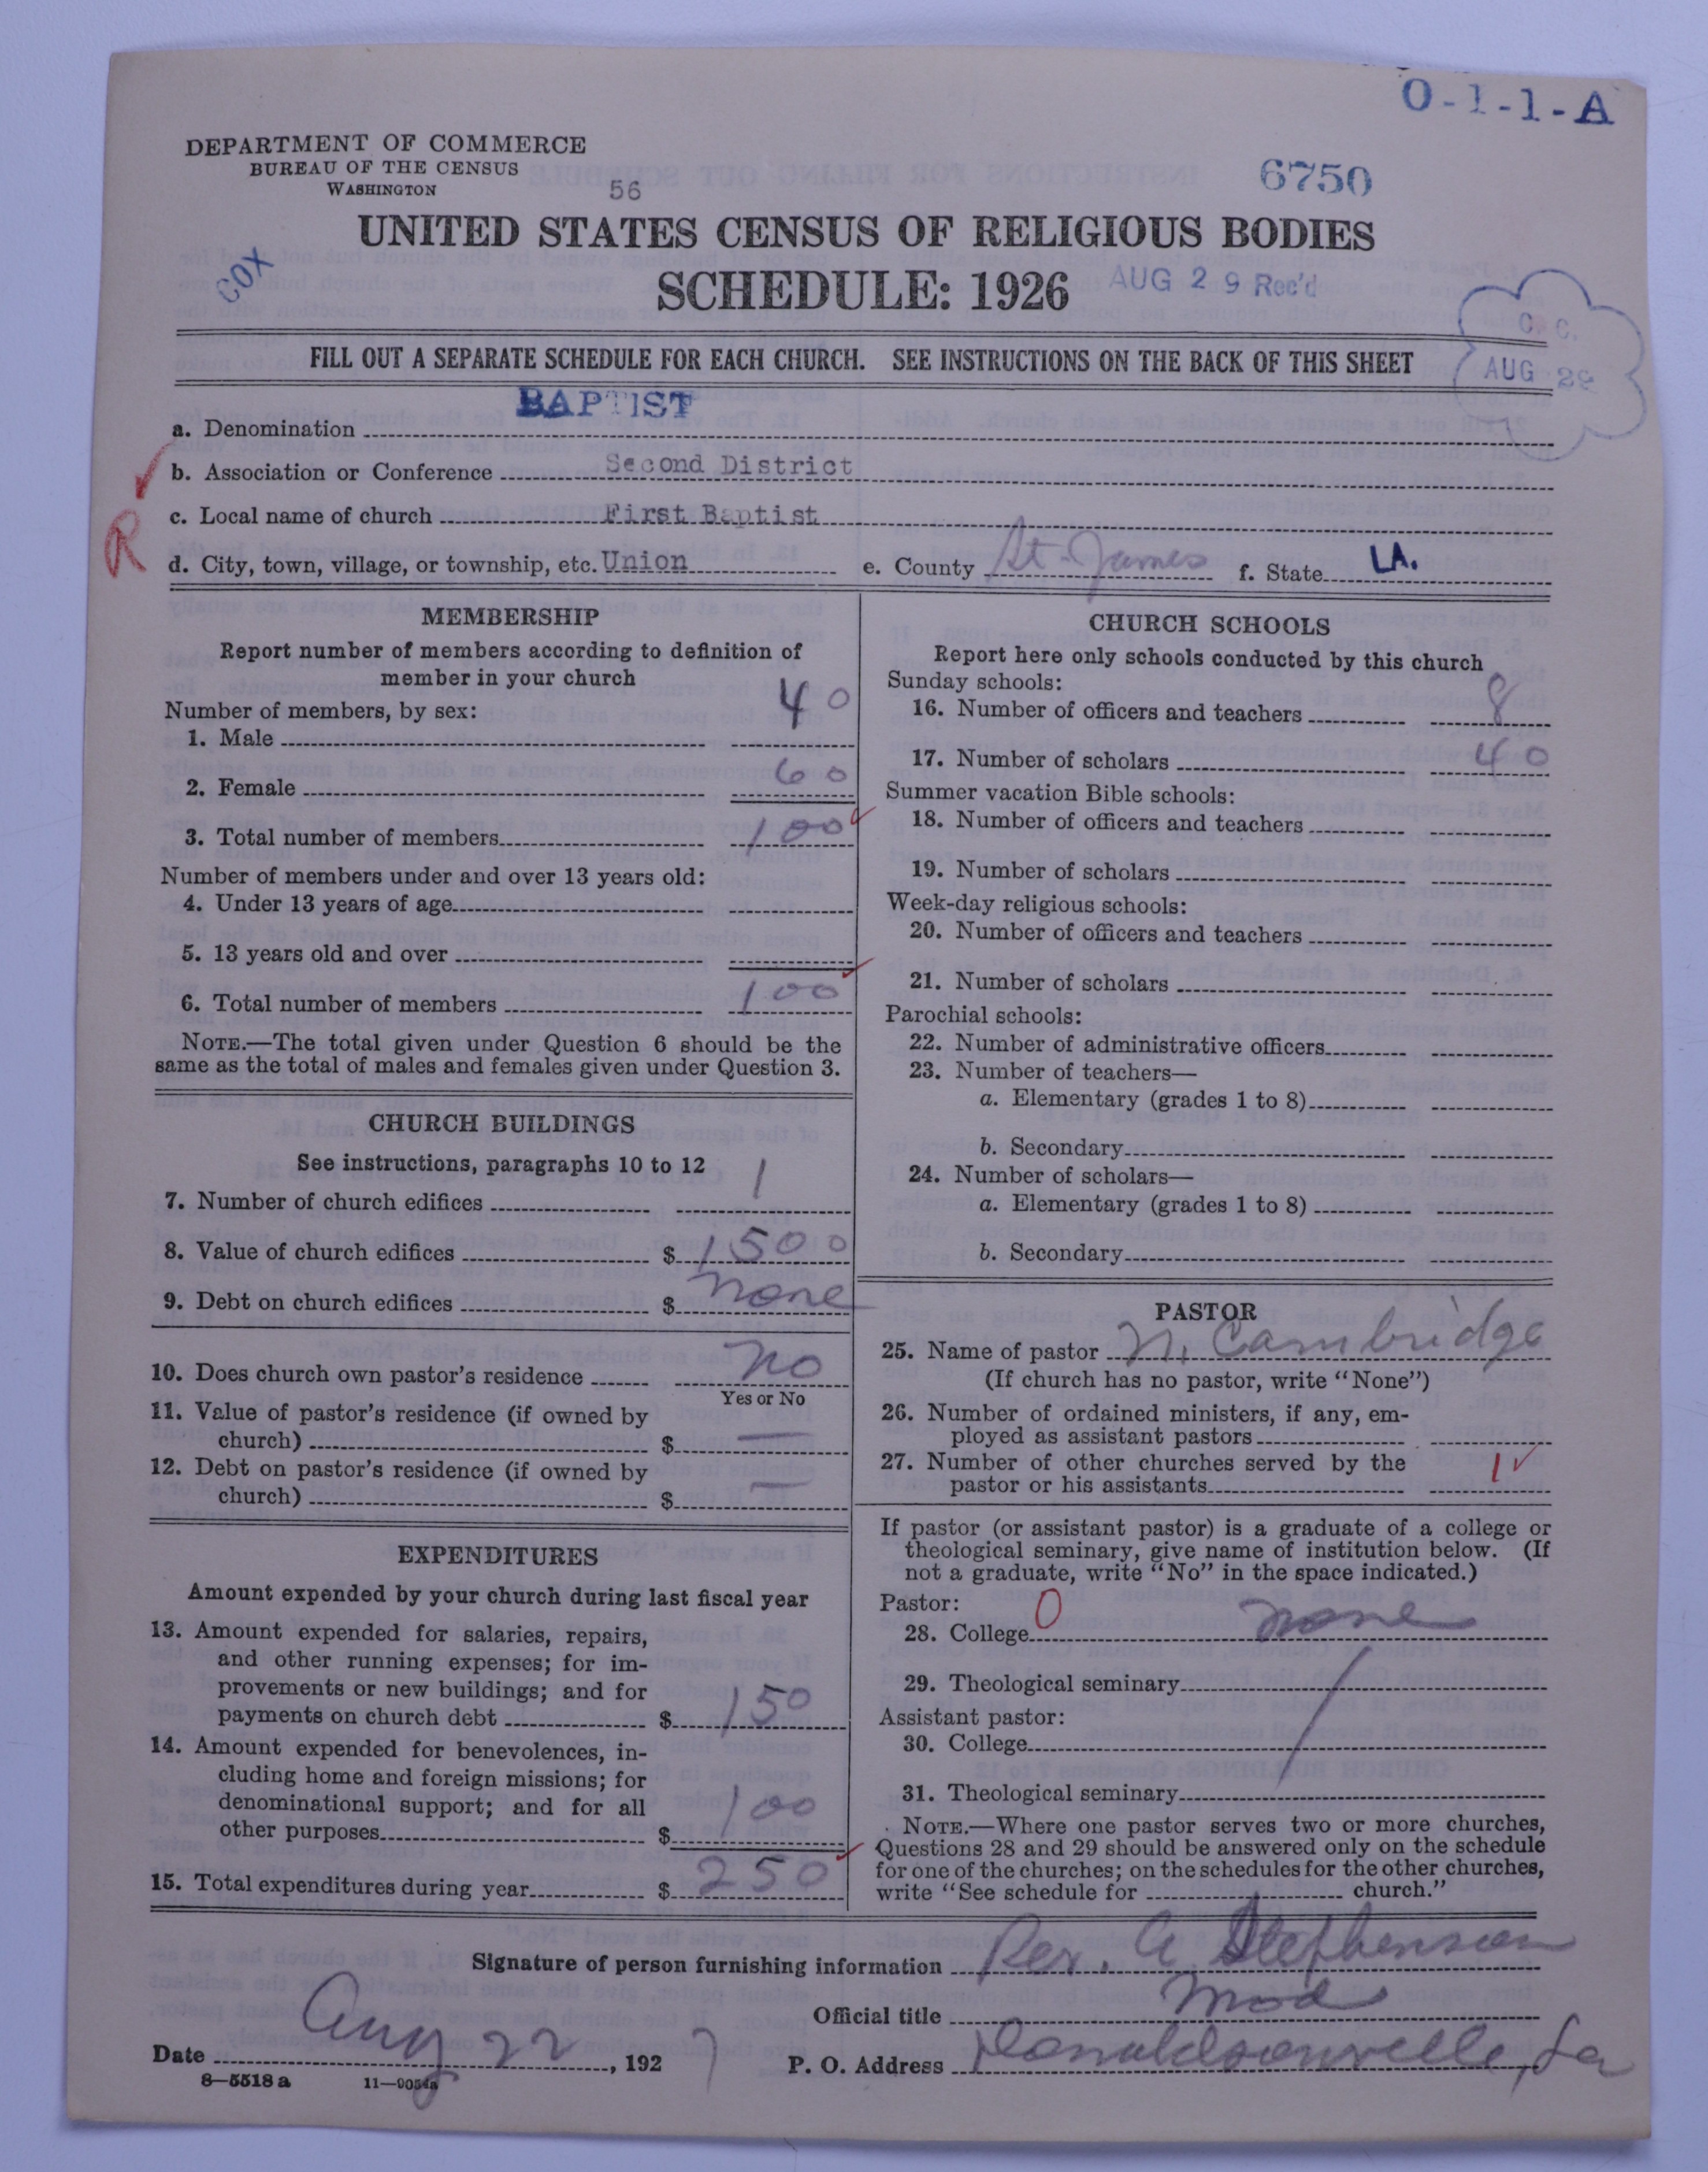 O-1-1-A
DEPARTMENT OF COMMERCE
BUREAU OF THE CENSUS
WASHINGTON
56
6750
UNITED STATES CENSUS OF RELIGIOUS BODIES
COX
SCHEDULE: 1926
AUG 29 Rec'd
C. C.
AUG 29
FILL OUT A SEPARATE SCHEDULE FOR EACH CHURCH. SEE INSTRUCTIONS ON THE BACK OF THIS SHEET
a. Denomination BAPTIST
b. Association or Conference Second District
c. Local name of church First Baptist
R
d. City, town, village, or township, etc. Union e. County St. James f. State LA.
MEMBERSHIP
Report number of members according to definition of
member in your church
Number of members, by sex:
1. Male 40
2. Female 60
3. Total number of members 100
Number of members under and over 13 years old:
4. Under 13 years of age
5. 13 years old and over
6. Total number of members 100
NOTE.—The total given under Question 6 should be the
same as the total of males and females given under Question 3.
CHURCH BUILDINGS
See instructions, paragraphs 10 to 12
7. Number of church edifices 1
8. Value of church edifices $ 1500
9. Debt on church edifices $ none
10. Does church own pastor's residence no
Yes or No
11. Value of pastor's residence (if owned by
church) $ —
12. Debt on pastor's residence (if owned by
church) $ —
EXPENDITURES
Amount expended by your church during last fiscal year
13. Amount expended for salaries, repairs,
and other running expenses; for im-
provements or new buildings; and for
payments on church debt $ 150
14. Amount expended for benevolences, in-
cluding home and foreign missions; for
denominational support; and for all
other purposes $ 100
15. Total expenditures during year $ 250
CHURCH SCHOOLS
Report here only schools conducted by this church
Sunday schools:
16. Number of officers and teachers 8
17. Number of scholars 40
Summer vacation Bible schools:
18. Number of officers and teachers
19. Number of scholars
Week-day religious schools:
20. Number of officers and teachers
21. Number of scholars
Parochial schools:
22. Number of administrative officers
23. Number of teachers—
a. Elementary (grades 1 to 8)
b. Secondary
24. Number of scholars—
a. Elementary (grades 1 to 8)
b. Secondary
PASTOR
25. Name of pastor N. Cambridge
(If church has no pastor, write "None")
26. Number of ordained ministers, if any, em-
ployed as assistant pastors
27. Number of other churches served by the
pastor or his assistants 1
If pastor (or assistant pastor) is a graduate of a college or
theological seminary, give name of institution below. (If
not a graduate, write "No" in the space indicated.)
Pastor: 0
28. College none
29. Theological seminary
Assistant pastor:
30. College
31. Theological seminary
NOTE.—Where one pastor serves two or more churches,
Questions 28 and 29 should be answered only on the schedule
for one of the churches; on the schedules for the other churches,
write "See schedule for church."
Signature of person furnishing information Rev. A Stephenson
Official title Mod
Date Aug 22, 1927 P. O. Address Donaldsonville, La
8—5518 a 11—9054a